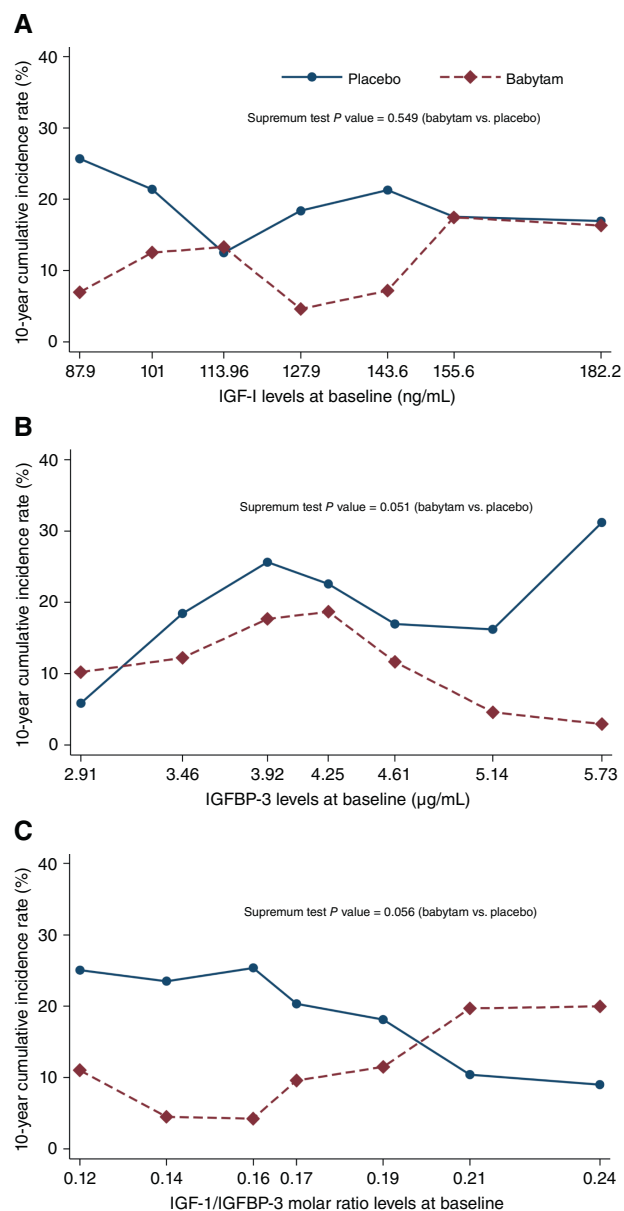 A
10-year cumulative incidence rate (%)
40
30
20
10
0
Placebo
Babytam
Supremum test P value = 0.549 (babytam vs. placebo)
87.9 101 113.96 127.9 143.6 155.6 182.2
IGF-I levels at baseline (ng/mL)
B
10-year cumulative incidence rate (%)
40
30
20
10
0
Supremum test P value = 0.051 (babytam vs. placebo)
2.91 3.46 3.92 4.25 4.61 5.14 5.73
IGFBP-3 levels at baseline (µg/mL)
C
10-year cumulative incidence rate (%)
40
30
20
10
0
Supremum test P value = 0.056 (babytam vs. placebo)
0.12 0.14 0.16 0.17 0.19 0.21 0.24
IGF-1/IGFBP-3 molar ratio levels at baseline